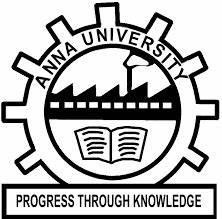 ANNA UNIVERSITY
PROGRESS THROUGH KNOWLEDGE